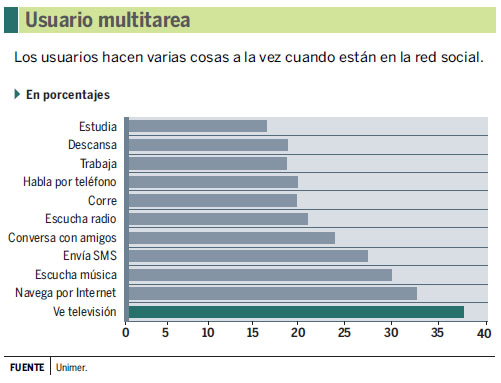 Usuario multitarea
Los usuarios hacen varias cosas a la vez cuando están en la red social.
En porcentajes
Estudia
Descansa
Trabaja
Habla por teléfono
Corre
Escucha radio
Conversa con amigos
Envía SMS
Escucha música
Navega por Internet
Ve televisión
0 5 10 15 20 25 30 35 40
FUENTE Unimer.